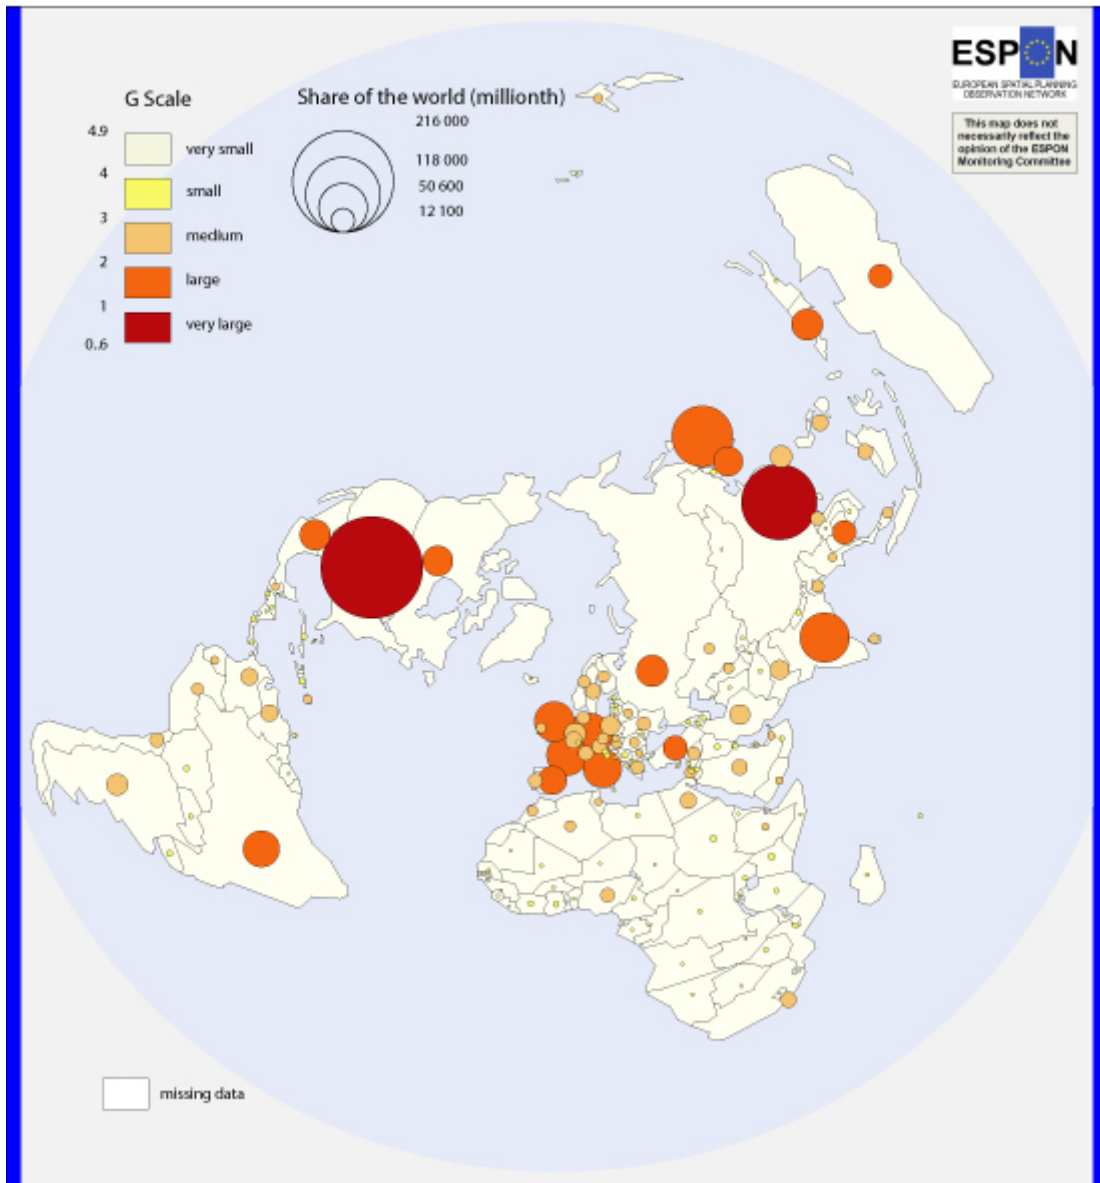 ESPON
EUROPEAN SPATIAL PLANNING
OBSERVATION NETWORK
This map does not
necessarily reflect the
opinion of the ESPON
Monitoring Committee
G Scale
4.9
very small
4
small
3
medium
2
large
1
very large
0..6
Share of the world (millionth)
216 000
118 000
50 600
12 100
missing data